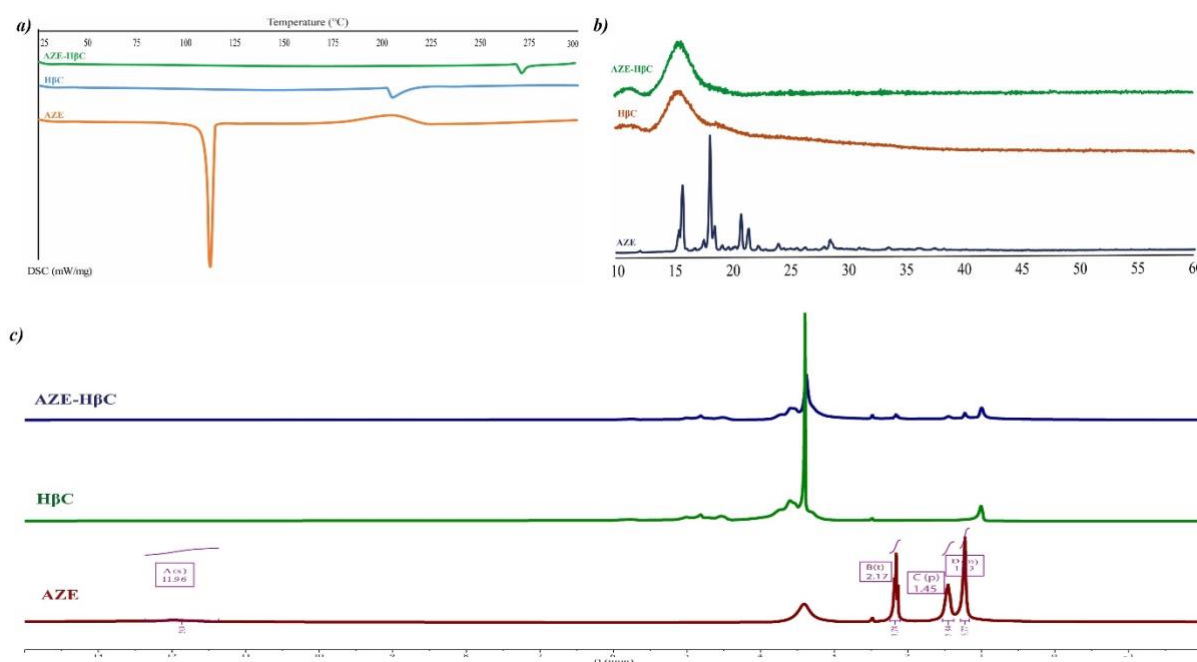 a)
Temperature (°C)
25 50 75 100 125 150 175 200 225 250 275 300
AZE-HβC
HβC
AZE
DSC (mW/mg)
b)
AZE-HβC
HβC
AZE
10 15 20 25 30 35 40 45 50 55 60
c)
AZE-HβC
HβC
AZE
A (s)
11.96
B(t)
2.17
C (p)
1.45